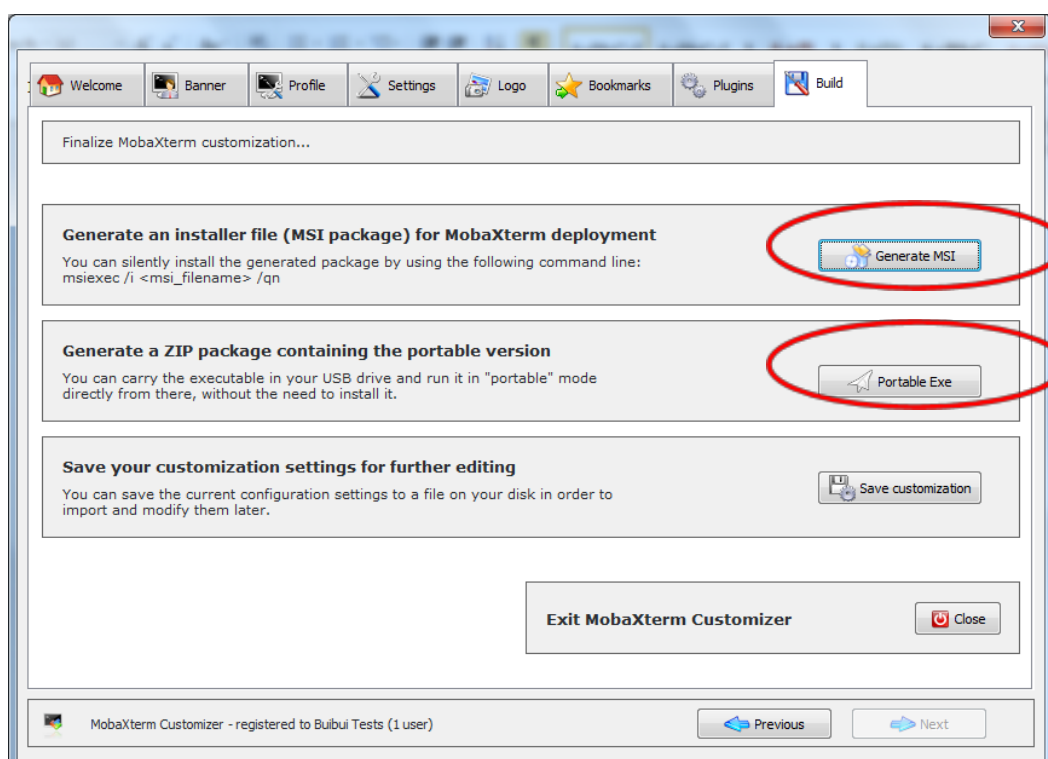 Welcome Banner Profile Settings Logo Bookmarks Plugins Build
Finalize MobaXterm customization...
Generate an installer file (MSI package) for MobaXterm deployment
You can silently install the generated package by using the following command line:
msiexec /i <msi_filename> /qn
Generate MSI
Generate a ZIP package containing the portable version
You can carry the executable in your USB drive and run it in "portable" mode
directly from there, without the need to install it.
Portable Exe
Save your customization settings for further editing
You can save the current configuration settings to a file on your disk in order to
import and modify them later.
Save customization
Exit MobaXterm Customizer
Close
MobaXterm Customizer - registered to Buibui Tests (1 user)
Previous
Next